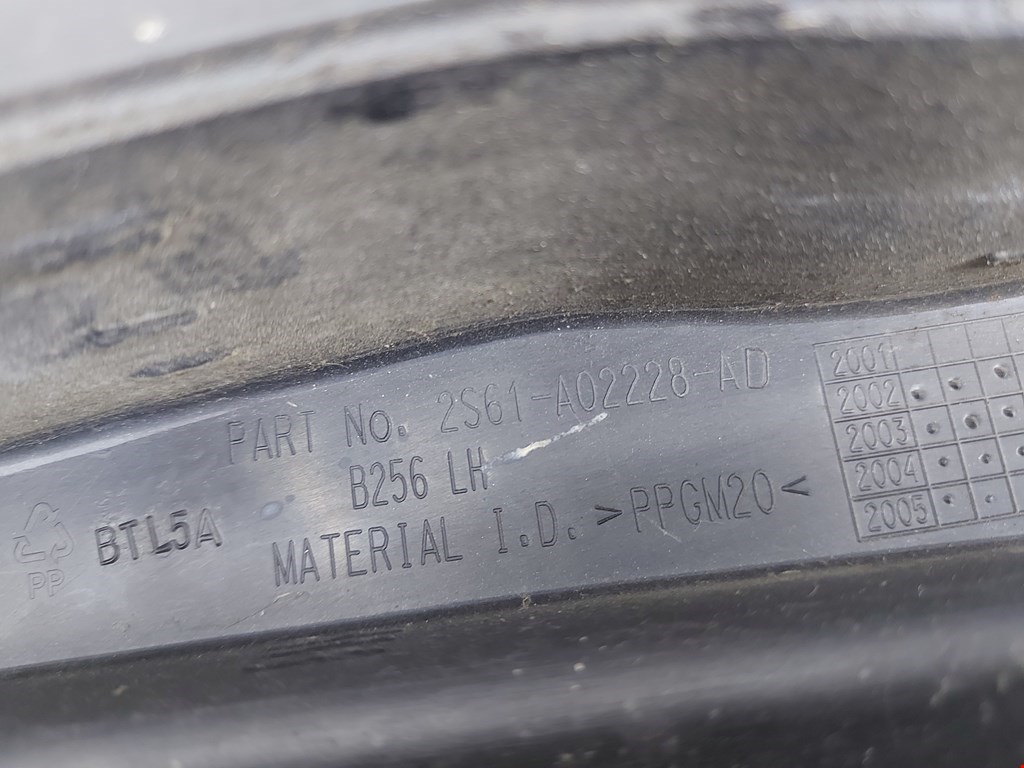 PART No. 2S61-A02228-AD
B256 LH
MATERIAL I.D. >PPGM20<
BTL5A
PP
2001
2002
2003
2004
2005